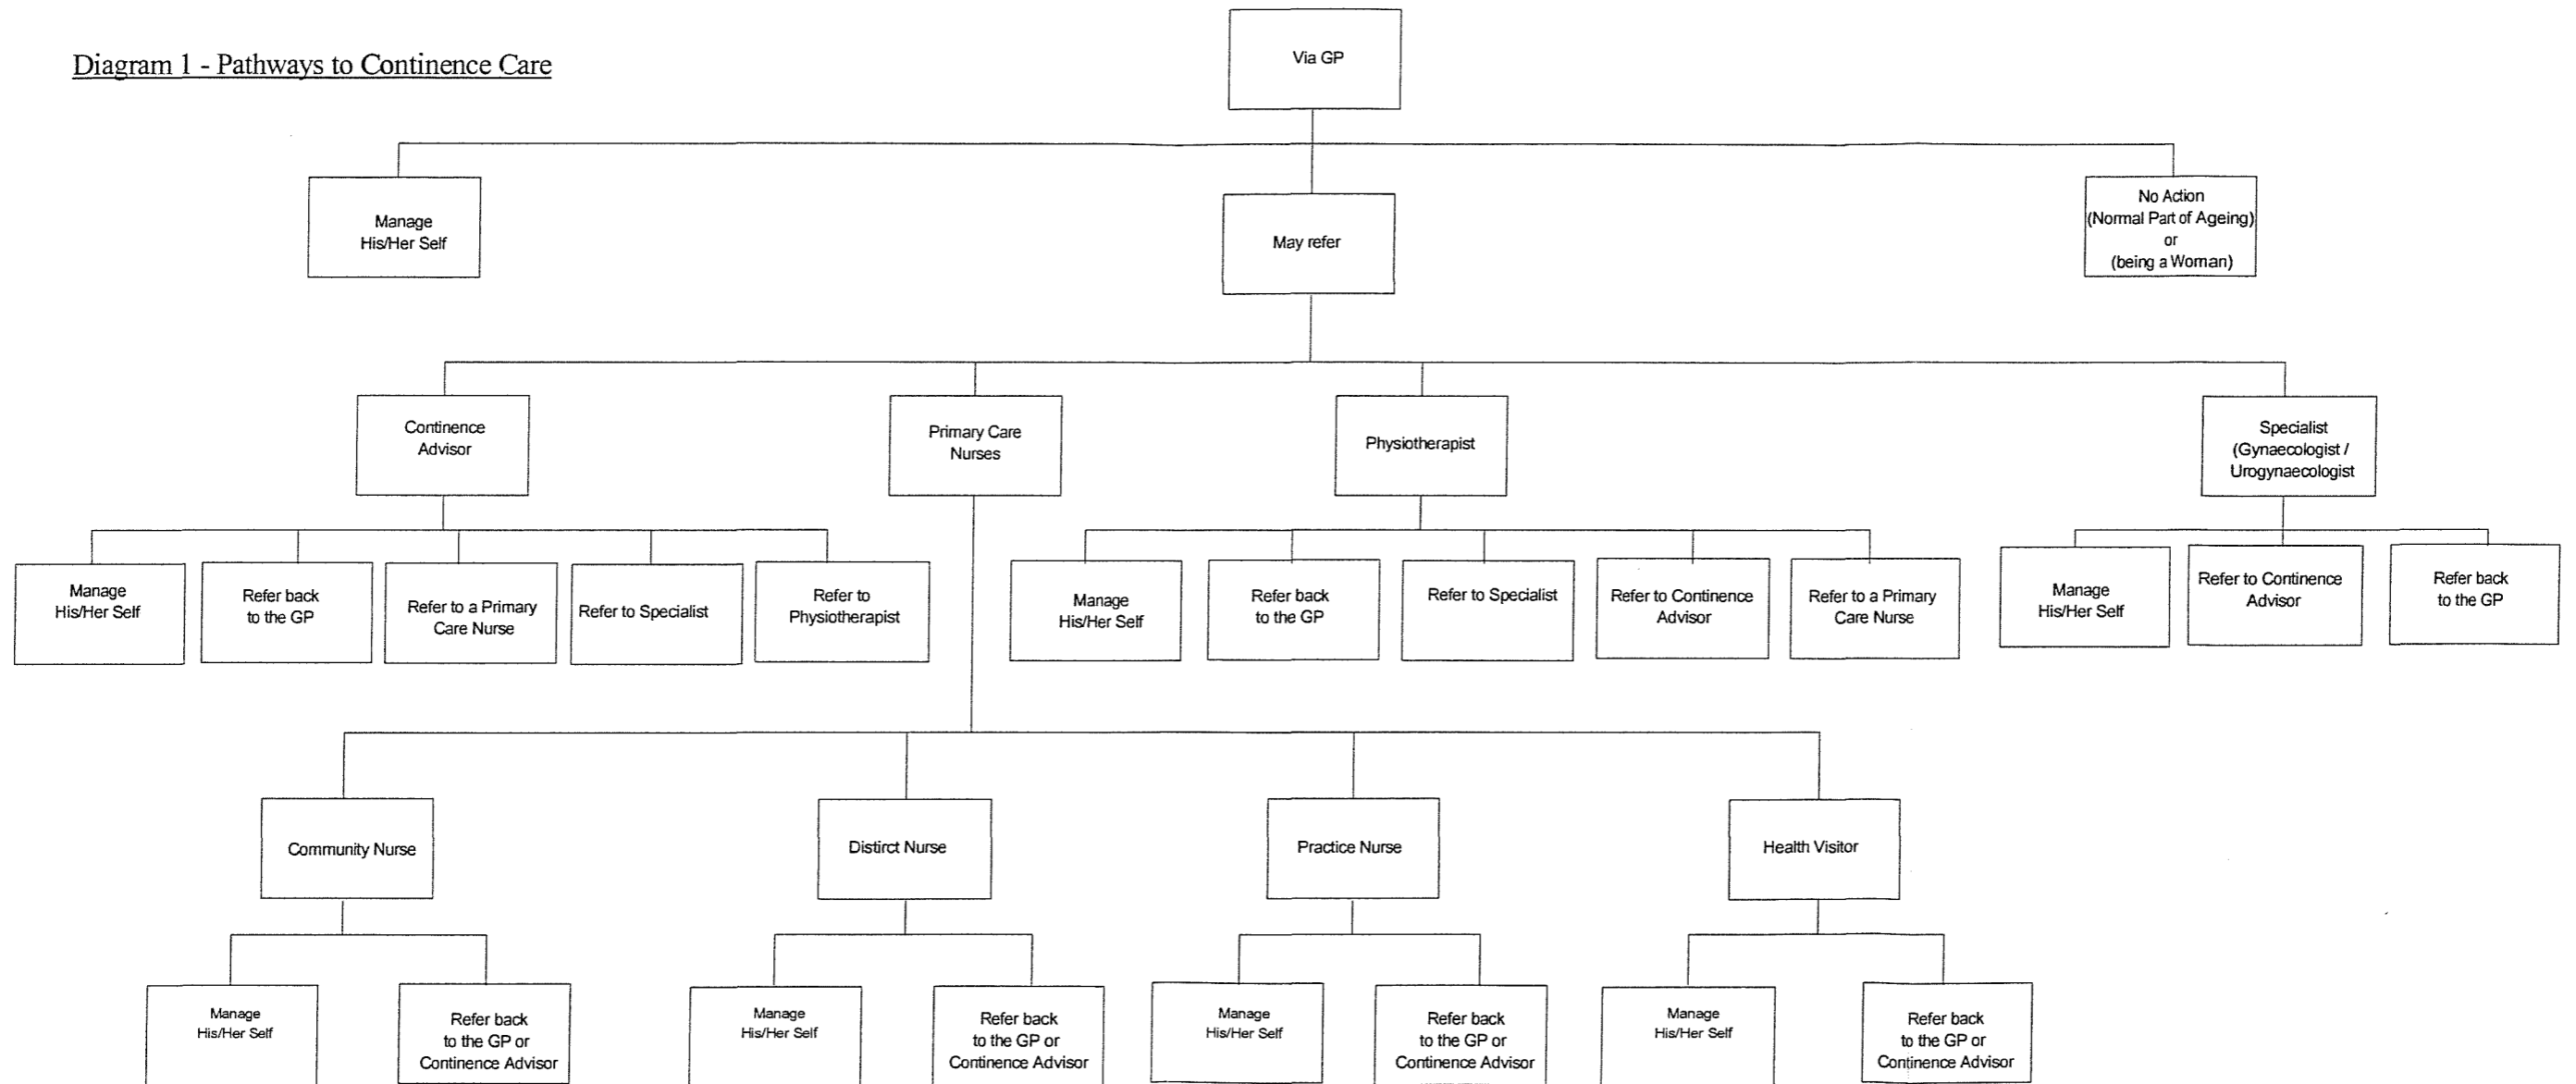 Diagram 1 - Pathways to Continence Care
Via GP
Manage
His/Her Self
May refer
No Action
(Normal Part of Ageing)
or
(being a Woman)
Continence
Advisor
Primary Care
Nurses
Physiotherapist
Specialist
(Gynaecologist /
Urogynaecologist
Manage
His/Her Self
Refer back
to the GP
Refer to a Primary
Care Nurse
Refer to Specialist
Refer to
Physiotherapist
Manage
His/Her Self
Refer back
to the GP
Refer to Specialist
Refer to Continence
Advisor
Refer to a Primary
Care Nurse
Manage
His/Her Self
Refer to Continence
Advisor
Refer back
to the GP
Community Nurse
Distirct Nurse
Practice Nurse
Health Visitor
Manage
His/Her Self
Refer back
to the GP or
Continence Advisor
Manage
His/Her Self
Refer back
to the GP or
Continence Advisor
Manage
His/Her Self
Refer back
to the GP or
Continence Advisor
Manage
His/Her Self
Refer back
to the GP or
Continence Advisor